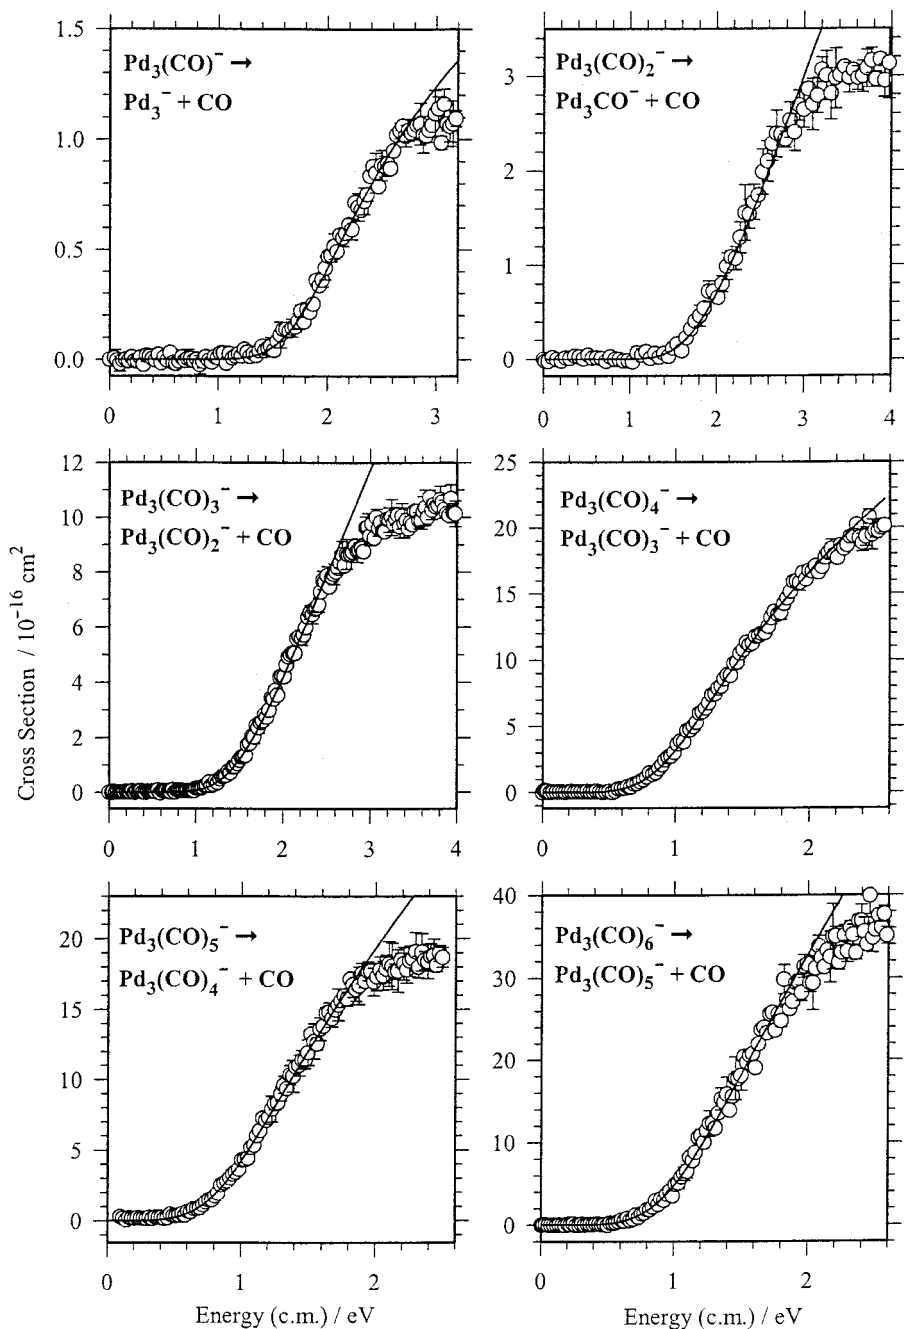 1.5
1.0
0.5
0.0
Pd₃(CO)⁻ →
Pd₃⁻ + CO
0 1 2 3
3
2
1
0
Pd₃(CO)₂⁻ →
Pd₃CO⁻ + CO
0 1 2 3 4
Cross Section / 10⁻¹⁶ cm²
12
10
8
6
4
2
0
Pd₃(CO)₃⁻ →
Pd₃(CO)₂⁻ + CO
0 1 2 3 4
25
20
15
10
5
0
Pd₃(CO)₄⁻ →
Pd₃(CO)₃⁻ + CO
0 1 2
20
15
10
5
0
Pd₃(CO)₅⁻ →
Pd₃(CO)₄⁻ + CO
0 1 2
Energy (c.m.) / eV
40
30
20
10
0
Pd₃(CO)₆⁻ →
Pd₃(CO)₅⁻ + CO
0 1 2
Energy (c.m.) / eV